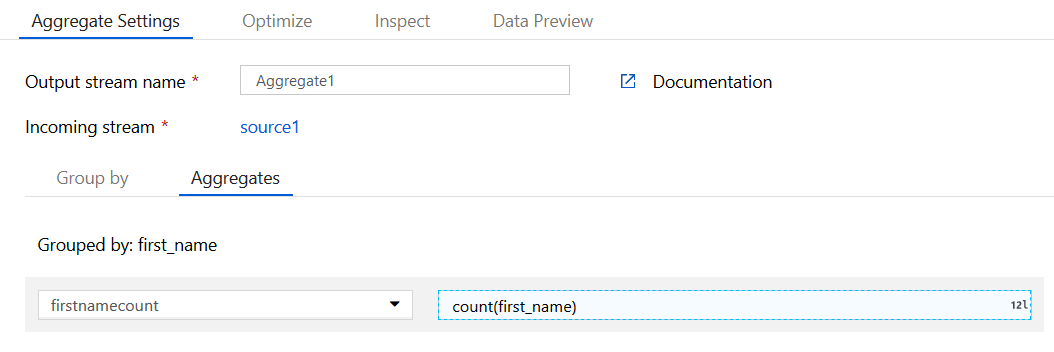 Aggregate Settings Optimize Inspect Data Preview
Output stream name * Aggregate1 Documentation
Incoming stream * source1
Group by Aggregates
Grouped by: first_name
firstnamecount count(first_name) 12l